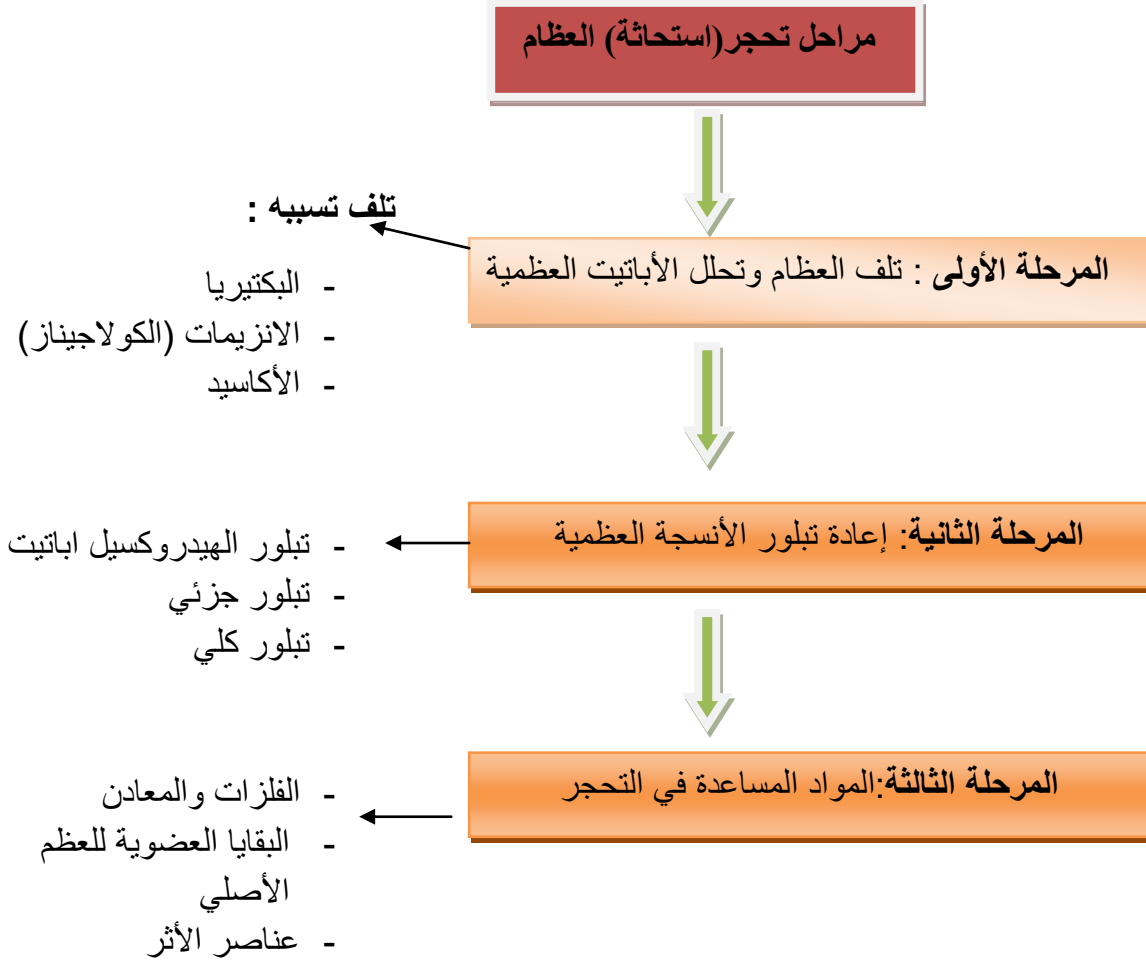 مراحل تحجر(استحاثة) العظام
المرحلة الأولى : تلف العظام وتحلل الأباتيت العظمية
تلف تسببه :
- البكتيريا
- الانزيمات (الكولاجيناز)
- الأكاسيد
المرحلة الثانية: إعادة تبلور الأنسجة العظمية
- تبلور الهيدروكسيل اباتيت
- تبلور جزئي
- تبلور كلي
المرحلة الثالثة:المواد المساعدة في التحجر
- الفلزات والمعادن
- البقايا العضوية للعظم
الأصلي
- عناصر الأثر